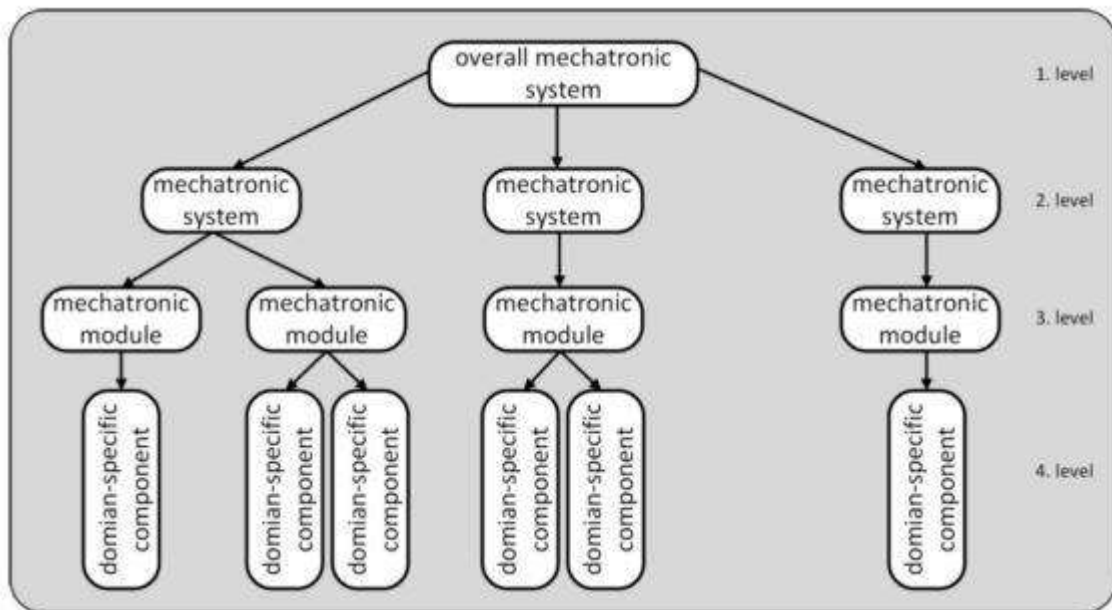 overall mechatronic
system
1. level
mechatronic
system
mechatronic
system
mechatronic
system
2. level
mechatronic
module
mechatronic
module
mechatronic
module
mechatronic
module
3. level
domian-specific
component
domian-specific
component
domian-specific
component
domian-specific
component
domian-specific
component
domian-specific
component
4. level